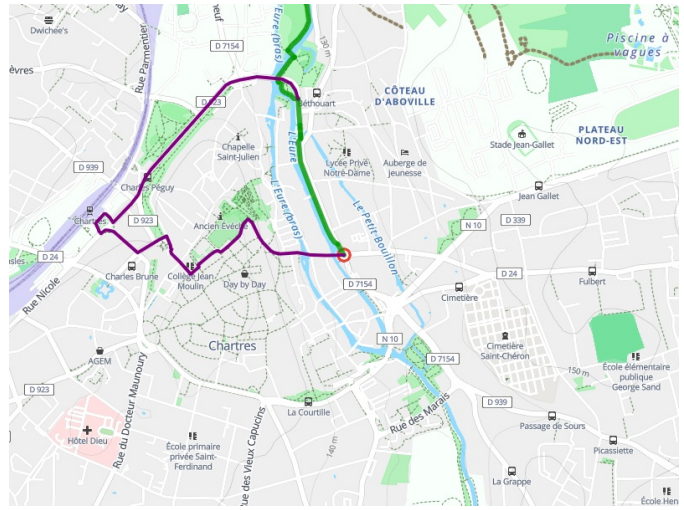 Dwichee's
Rue Parmentier
D 7154
130 m
Piscine à
vagues
D 923
Béthouart
CÔTEAU
D'ABOVILLE
D 939
Chapelle
Saint-Julien
L'Eure
Lycée Privé
Notre-Dame
Auberge de
jeunesse
Stade Jean-Gallet
PLATEAU
NORD-EST
Charles Péguy
L'Eure (bras)
L'Eure (bras)
Jean Gallet
Chartres
D 923
Ancien Évêché
Le Petit-Bouillon
N 10
D 339
D 24
Rue Nicole
Charles Brune
Collège Jean
Moulin
Day by Day
D 7154
D 24
Cimetière
Fulbert
Chartres
N 10
D 7154
Cimetière
Saint-Chéron
AGEM
150 m
École élémentaire
publique
George Sand
D 923
Rue du Docteur Maunoury
La Courtille
Rue des Marais
D 939
Passage de Sours
Hôtel Dieu
École primaire
privée Saint-
Ferdinand
Rue des Vieux Capucins
140 m
Picassiette
La Grappe
École Hen